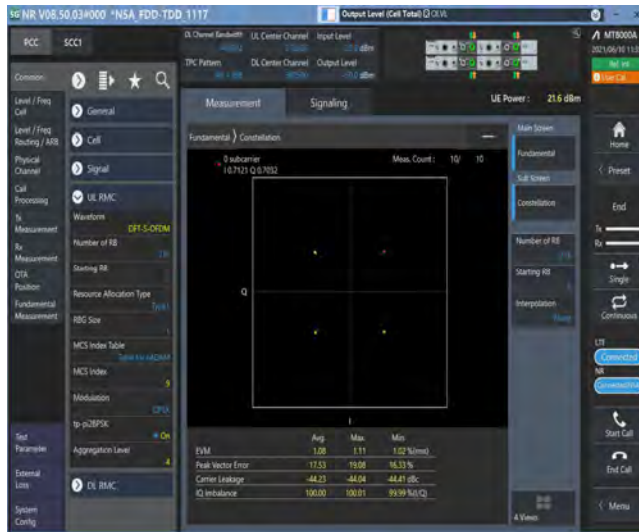 5G NR V08.50.03#000 *NSA_FDD-TDD_1117
Output Level (Cell Total)
PCC
SCC1
DL Channel Bandwidth
UL Center Channel
Input Level
dBm
TPC Pattern
DL Center Channel
Output Level
dBm
MT8000A
2021/06/10
Common
Level / Freq
Cell
Level / Freq
Routing / ARB
Physical
Channel
Call
Processing
Tx
Measurement
Rx
Measurement
OTA
Position
Fundamental
Measurement
Test
Parameter
External
Loss
System
Config
General
Cell
Signal
UL RMC
Waveform
DFT-S-OFDM
Number of RB
Starting RB
Resource Allocation Type
RBG Size
MCS Index Table
MCS Index
9
Modulation
QPSK
tp-pi2BPSK
On
Aggregation Level
4
DL RMC
Measurement
Signaling
UE Power : 21.6 dBm
Fundamental
Constellation
0 subcarrier
I 0.7121 Q 0.7032
Meas. Count : 10/ 10
Q
I
Avg. Max. Min.
EVM 1.08 1.11 1.02 %(rms)
Peak Vector Error 17.53 19.08 16.33 %
Carrier Leakage -44.23 -44.04 -44.41 dBc
IQ Imbalance 100.00 100.01 99.99 %(I/Q)
Main Screen
Fundamental
Sub Screen
Constellation
Number of RB
Starting RB
Interpolation
4 Views
Home
Preset
End
Tx
Rx
Single
Continuous
LTE
Connected
NR
Start Call
End Call
Menu